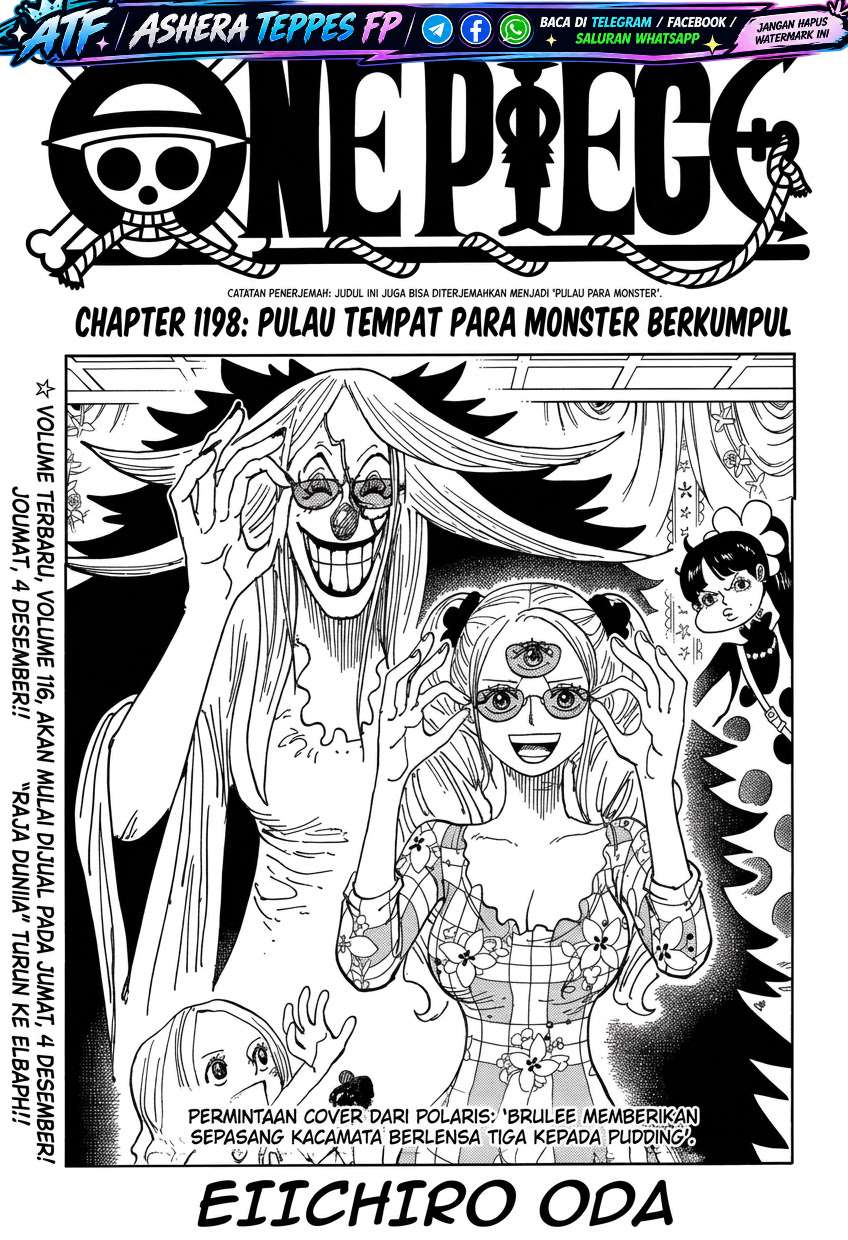 ATF
ASHERA TEPPES FP
BACA DI TELEGRAM / FACEBOOK /
SALURAN WHATSAPP
JANGAN HAPUS
WATERMARK INI
ONE PIECE
CATATAN PENERJEMAH: JUDUL INI JUGA BISA DITERJEMAHKAN MENJADI 'PULAU PARA MONSTER'.
CHAPTER 1198: PULAU TEMPAT PARA MONSTER BERKUMPUL
☆ VOLUME TERBARU, VOLUME 116, AKAN MULAI DIJUAL PADA JUMAT, 4 DESEMBER!
JOUMAT, 4 DESEMBER!! "RAJA DUNIA" TURUN KE ELBAPH!!
PERMINTAAN COVER DARI POLARIS: 'BRULEE MEMBERIKAN
SEPASANG KACAMATA BERLENSA TIGA KEPADA PUDDING'.
EIICHIRO ODA